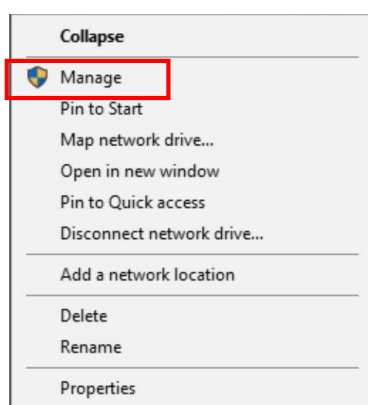 Collapse
Manage
Pin to Start
Map network drive...
Open in new window
Pin to Quick access
Disconnect network drive...
Add a network location
Delete
Rename
Properties